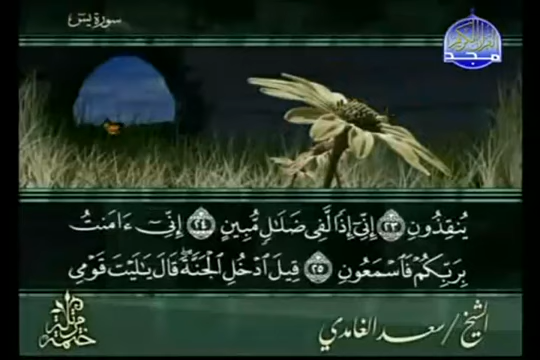 سورة يس
المجد
يُنقِذُونِ ٢٣ إِنِّىٓ إِذًا لَّفِى ضَلَٰلٍ مُّبِينٍ ٢٤ إِنِّىٓ ءَامَنتُ
بِرَبِّكُمْ فَٱسْمَعُونِ ٢٥ قِيلَ ٱدْخُلِ ٱلْجَنَّةَ ۖ قَالَ يَٰلَيْتَ قَوْمِى
الشيخ / سعد الغامدي